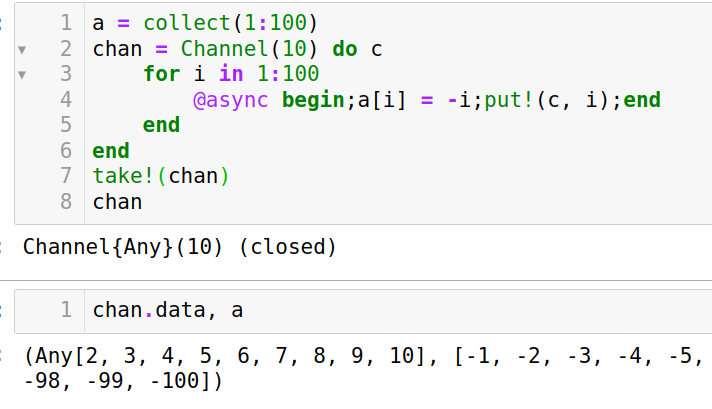 1 a = collect(1:100)
2 chan = Channel(10) do c
3     for i in 1:100
4         @async begin;a[i] = -i;put!(c, i);end
5     end
6 end
7 take!(chan)
8 chan
Channel{Any}(10) (closed)
1 chan.data, a
(Any[2, 3, 4, 5, 6, 7, 8, 9, 10], [-1, -2, -3, -4, -5,
-98, -99, -100])